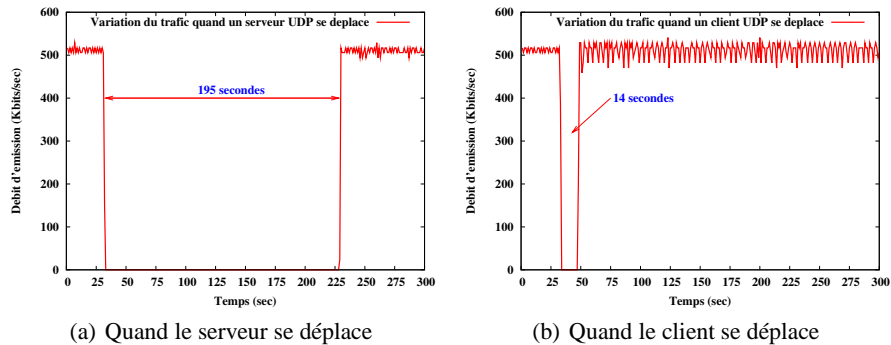 Variation du trafic quand un serveur UDP se deplace
Debit d'emission (Kbits/sec)
600
500
400
300
200
100
0
195 secondes
0 25 50 75 100 125 150 175 200 225 250 275 300
Temps (sec)
(a) Quand le serveur se déplace
Variation du trafic quand un client UDP se deplace
Debit d'emission (Kbits/sec)
600
500
400
300
200
100
0
14 secondes
0 25 50 75 100 125 150 175 200 225 250 275 300
Temps (sec)
(b) Quand le client se déplace